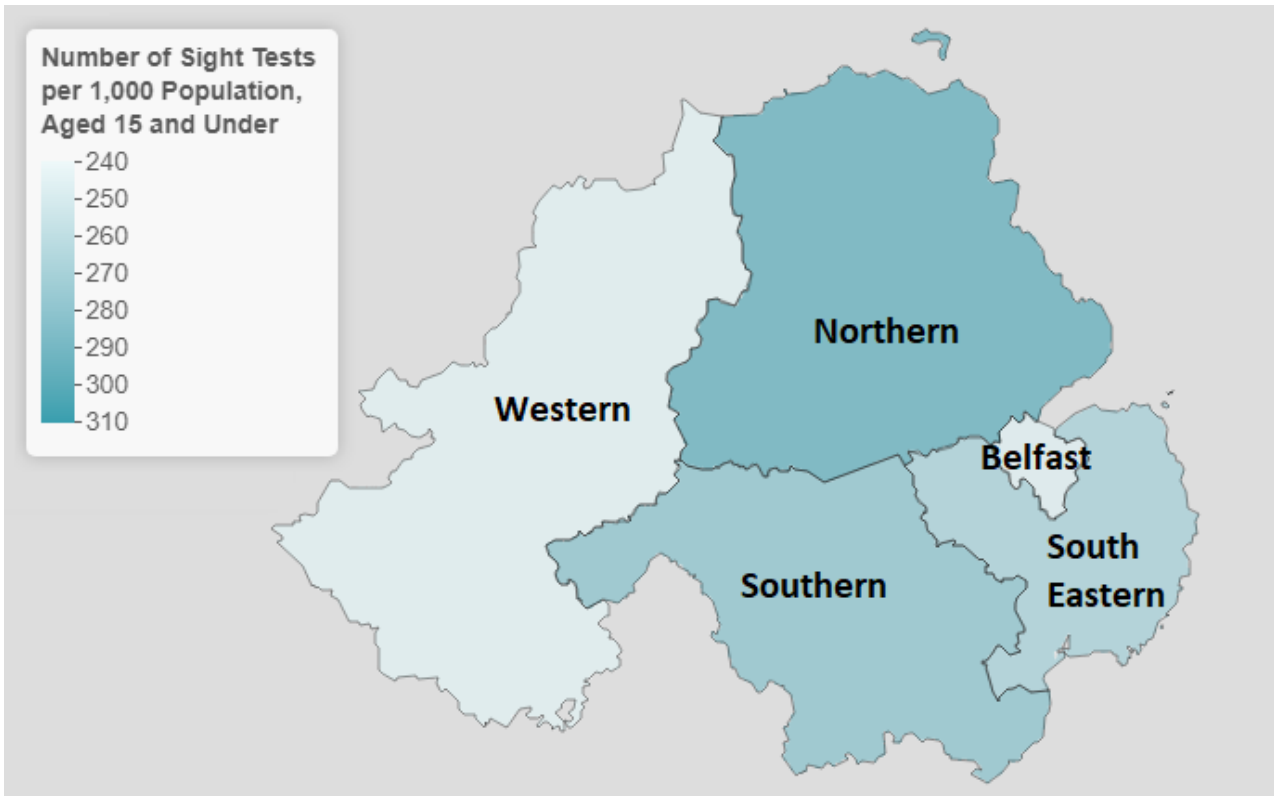 Number of Sight Tests
per 1,000 Population,
Aged 15 and Under
240
250
260
270
280
290
300
310
Northern
Western
Belfast
South
Eastern
Southern